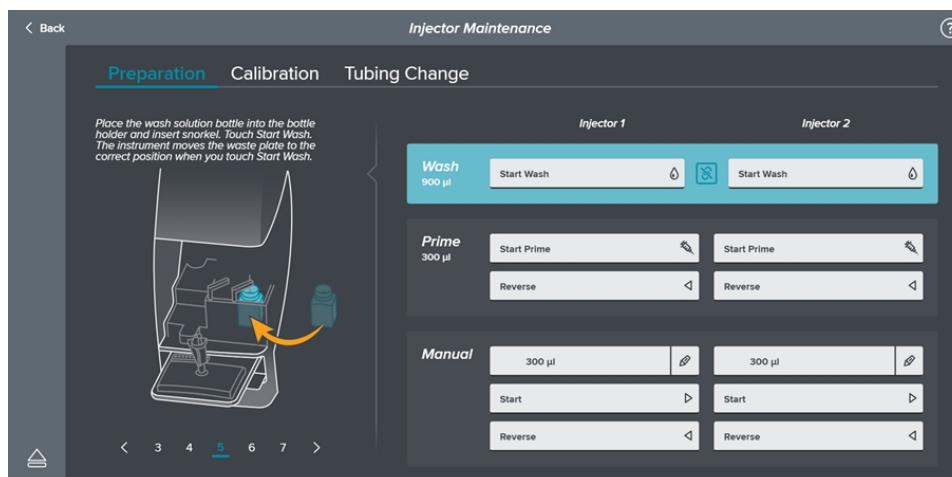 Back
Injector Maintenance
?
Preparation Calibration Tubing Change
Place the wash solution bottle into the bottle
holder and insert snorkel. Touch Start Wash.
The instrument moves the waste plate to the
correct position when you touch Start Wash.
Injector 1 Injector 2
Wash
900 µl
Start Wash Start Wash
Prime
300 µl
Start Prime Start Prime
Reverse Reverse
Manual
300 µl 300 µl
Start Start
Reverse Reverse
3 4 5 6 7